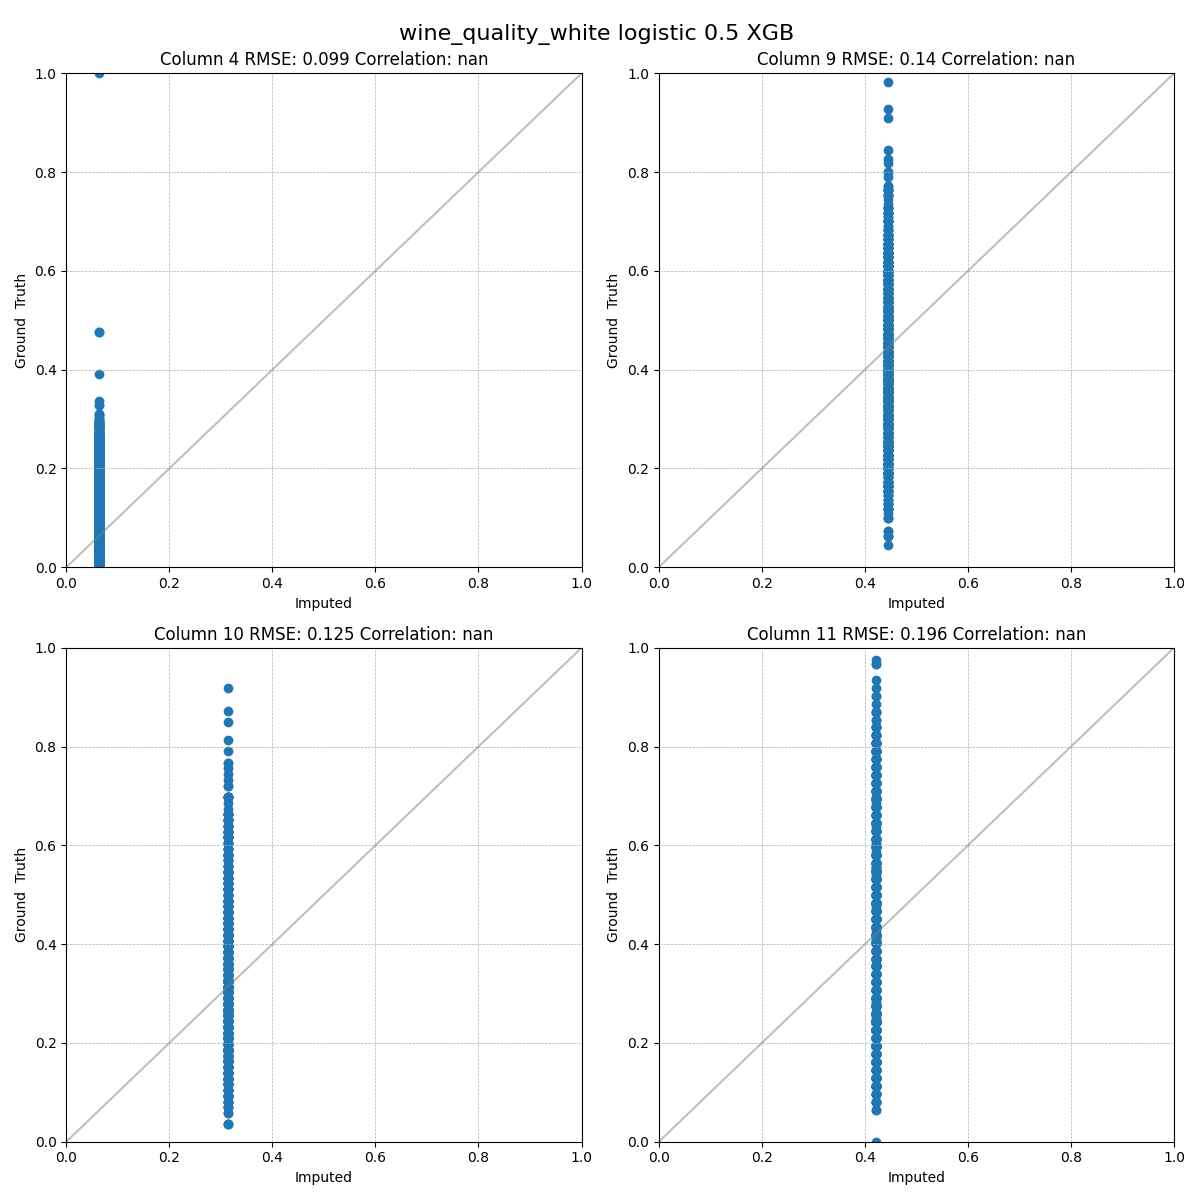 wine_quality_white logistic 0.5 XGB
Column 4 RMSE: 0.099 Correlation: nan
1.0
0.8
0.6
0.4
0.2
0.0
Ground Truth
0.0 0.2 0.4 0.6 0.8 1.0
Imputed
Column 9 RMSE: 0.14 Correlation: nan
1.0
0.8
0.6
0.4
0.2
0.0
Ground Truth
0.0 0.2 0.4 0.6 0.8 1.0
Imputed
Column 10 RMSE: 0.125 Correlation: nan
1.0
0.8
0.6
0.4
0.2
0.0
Ground Truth
0.0 0.2 0.4 0.6 0.8 1.0
Imputed
Column 11 RMSE: 0.196 Correlation: nan
1.0
0.8
0.6
0.4
0.2
0.0
Ground Truth
0.0 0.2 0.4 0.6 0.8 1.0
Imputed